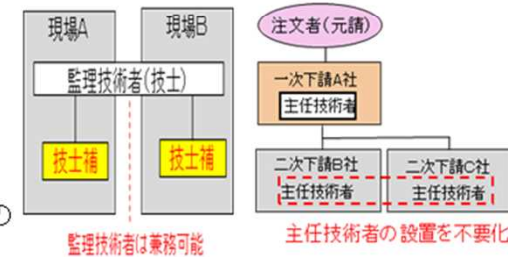 現場A
現場B
監理技術者(技士)
技士補
技士補
監理技術者は兼務可能
注文者(元請)
一次下請A社
主任技術者
二次下請B社
主任技術者
二次下請C社
主任技術者
主任技術者の設置を不要化